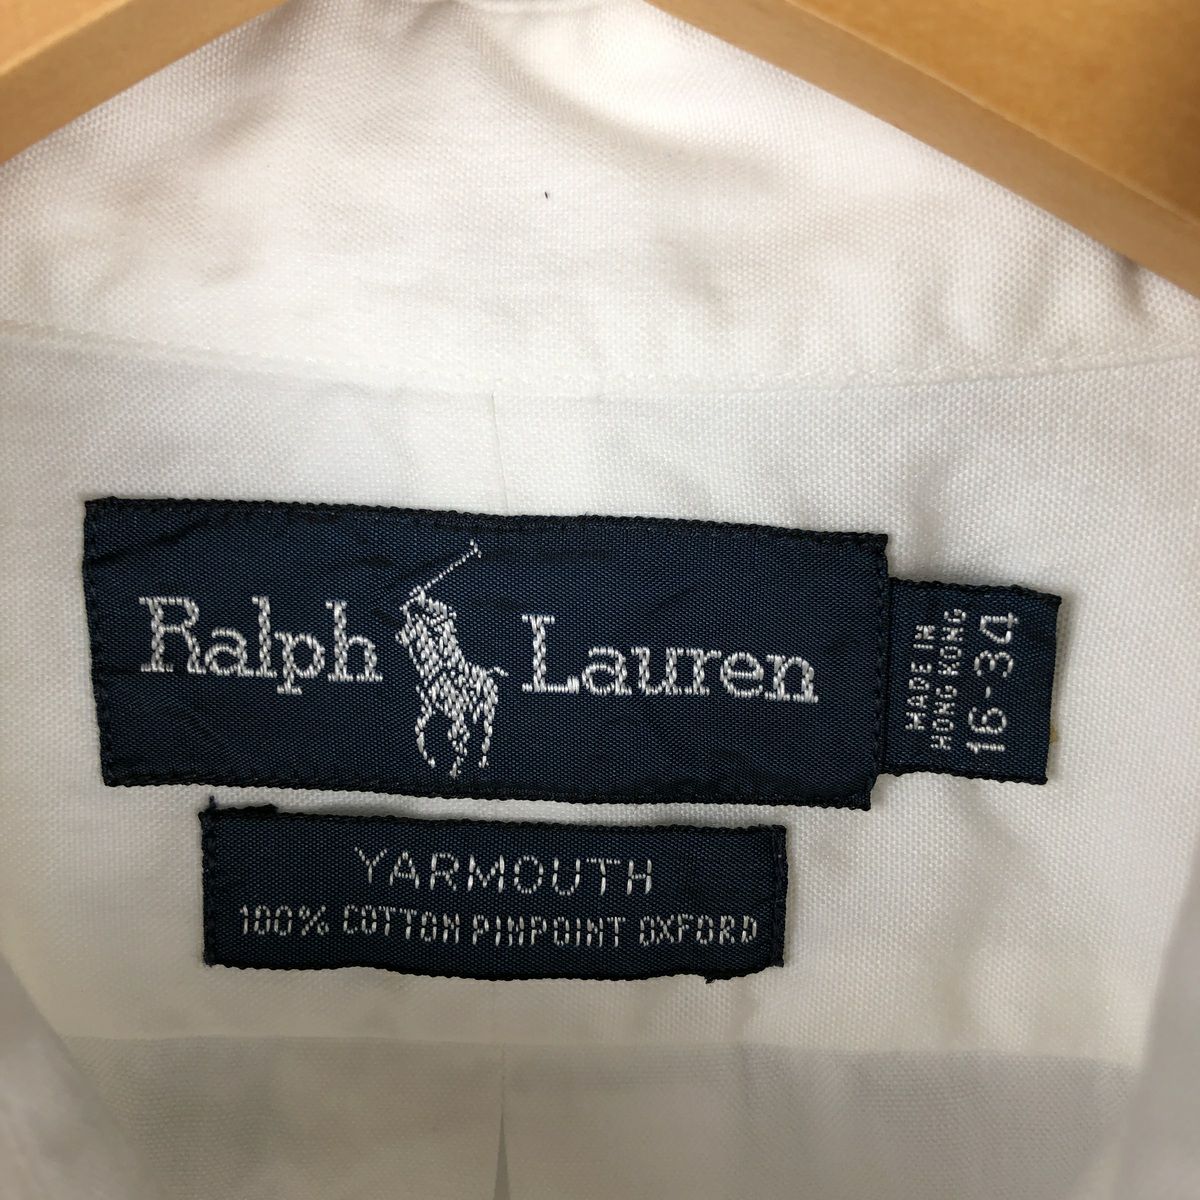 Ralph Lauren
MADE IN
HONG KONG
16-34
YARMOUTH
100% COTTON PINPOINT OXFORD